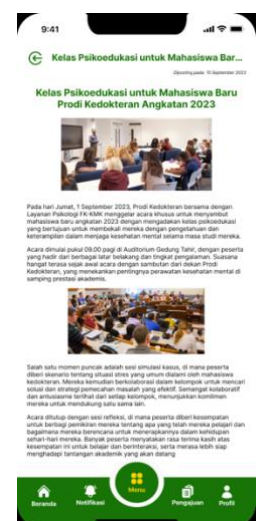 9:41
Kelas Psikoedukasi untuk Mahasiswa Bar...
Diposting pada: 15 September 2023
Kelas Psikoedukasi untuk Mahasiswa Baru
Prodi Kedokteran Angkatan 2023
Pada hari Jumat, 1 September 2023, Prodi Kedokteran bersama dengan
Layanan Psikologi FK-KMK menggelar acara khusus untuk menyambut
mahasiswa baru angkatan 2023 dengan mengadakan kelas psikoedukasi
yang bertujuan untuk membekali mereka dengan pengetahuan dan
keterampilan dalam menjaga kesehatan mental selama masa studi mereka.
Acara dimulai pukul 09.00 pagi di Auditorium Gedung Tahir, dengan peserta
yang hadir dari berbagai latar belakang dan tingkat pengalaman. Suasana
hangat terasa sejak awal acara dengan sambutan dari dekan Prodi
Kedokteran, yang menekankan pentingnya perawatan kesehatan mental di
samping prestasi akademis.
Salah satu momen puncak adalah sesi simulasi kasus, di mana peserta
diberi skenario tentang situasi stres yang umum dialami oleh mahasiswa
kedokteran. Mereka kemudian berkolaborasi dalam kelompok untuk mencari
solusi dan strategi pemecahan masalah yang efektif. Semangat kolaboratif
dan antusiasme terlihat dari setiap kelompok, menunjukkan komitmen
mereka untuk mendukung satu sama lain.
Acara ditutup dengan sesi refleksi, di mana peserta diberi kesempatan
untuk berbagi pemikiran mereka tentang apa yang telah mereka pelajari dan
bagaimana mereka berencana untuk menerapkannya dalam kehidupan
sehari-hari mereka. Banyak peserta menyatakan rasa terima kasih atas
kesempatan ini untuk belajar dan berinteraksi, serta merasa lebih siap
menghadapi tantangan akademik yang akan datang
Beranda
Notifikasi
Menu
Pengajuan
Profil